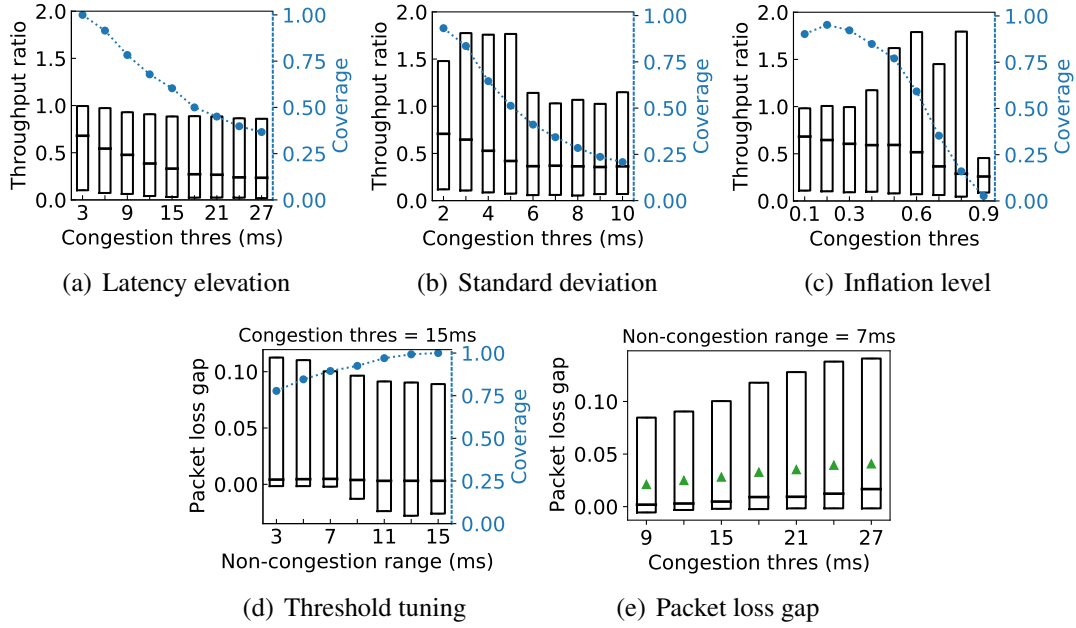 2.0
1.5
1.0
0.5
0.0
Throughput ratio
3 9 15 21 27
Congestion thres (ms)
1.00
0.75
0.50
0.25
0.00
Coverage
(a) Latency elevation
2.0
1.5
1.0
0.5
0.0
Throughput ratio
2 4 6 8 10
Congestion thres (ms)
1.00
0.75
0.50
0.25
0.00
Coverage
(b) Standard deviation
2.0
1.5
1.0
0.5
0.0
Throughput ratio
0.1 0.3 0.6 0.9
Congestion thres
1.00
0.75
0.50
0.25
0.00
Coverage
(c) Inflation level
Congestion thres = 15ms
0.10
0.05
0.00
Packet loss gap
3 7 11 15
Non-congestion range (ms)
1.00
0.75
0.50
0.25
0.00
Coverage
(d) Threshold tuning
Non-congestion range = 7ms
0.10
0.05
0.00
Packet loss gap
9 15 21 27
Congestion thres (ms)
(e) Packet loss gap